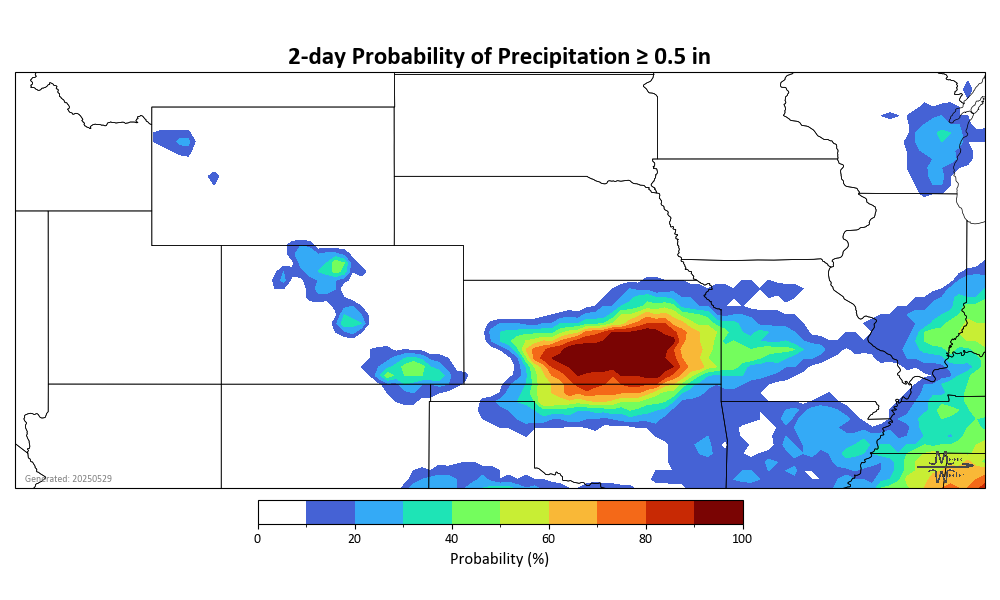 2-day Probability of Precipitation ≥ 0.5 in
Generated: 20250529
0 20 40 60 80 100
Probability (%)